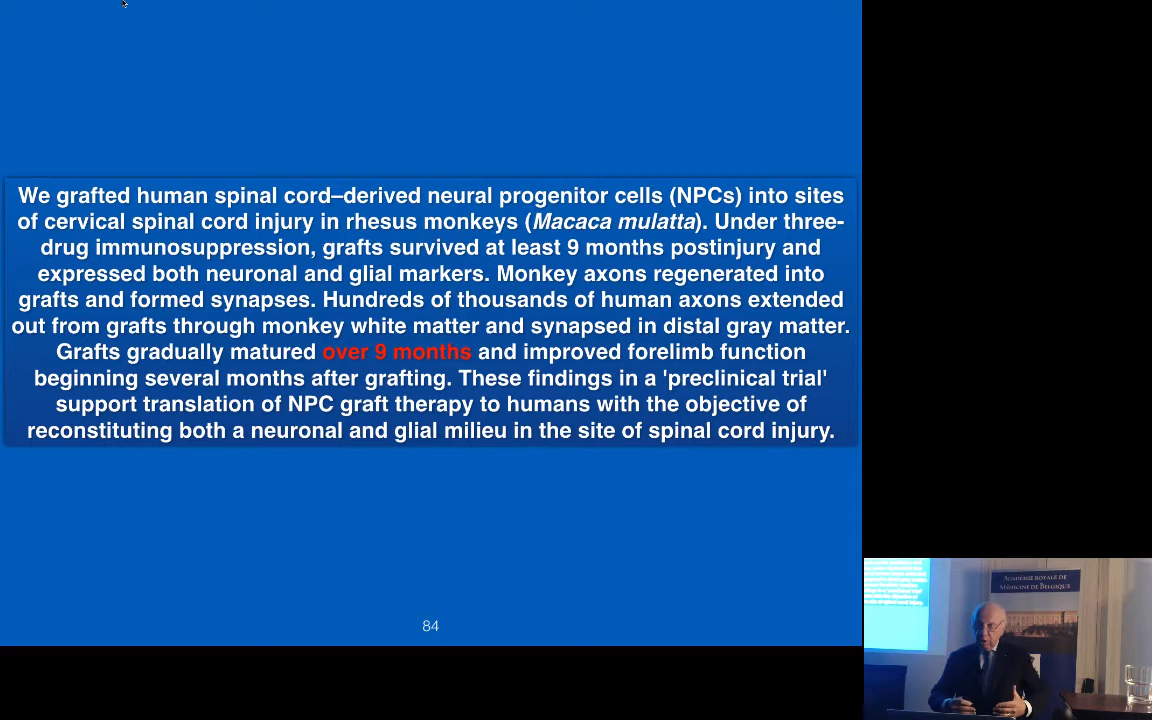 We grafted human spinal cord–derived neural progenitor cells (NPCs) into sites
of cervical spinal cord injury in rhesus monkeys (Macaca mulatta). Under three-
drug immunosuppression, grafts survived at least 9 months postinjury and
expressed both neuronal and glial markers. Monkey axons regenerated into
grafts and formed synapses. Hundreds of thousands of human axons extended
out from grafts through monkey white matter and synapsed in distal gray matter.
Grafts gradually matured over 9 months and improved forelimb function
beginning several months after grafting. These findings in a 'preclinical trial'
support translation of NPC graft therapy to humans with the objective of
reconstituting both a neuronal and glial milieu in the site of spinal cord injury.
84
Académie royale de
Médecine de Belgique